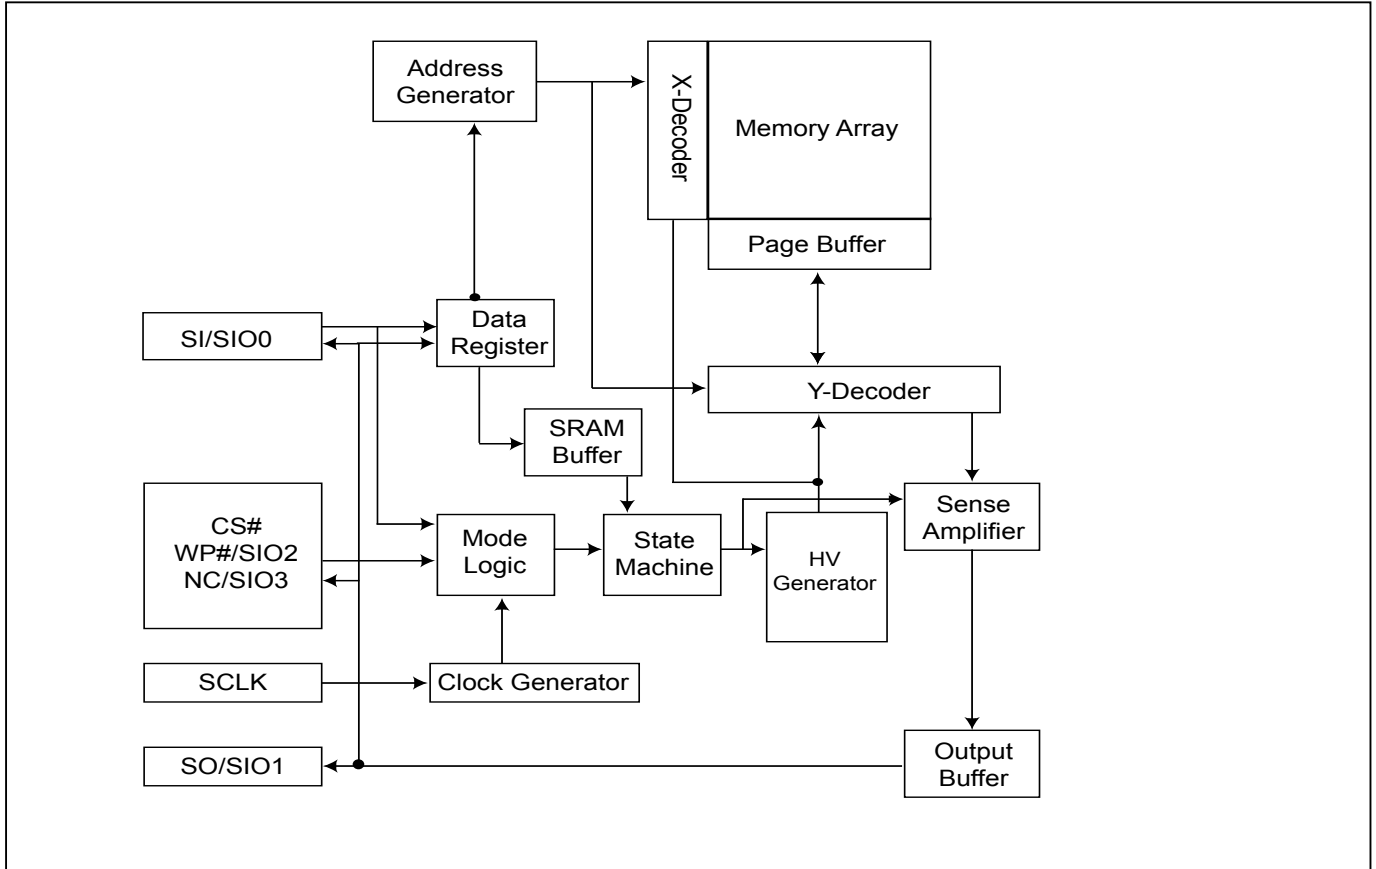 Address
Generator
X-Decoder
Memory Array
Page Buffer
SI/SIO0
Data
Register
Y-Decoder
SRAM
Buffer
CS#
WP#/SIO2
NC/SIO3
Mode
Logic
State
Machine
HV
Generator
Sense
Amplifier
SCLK
Clock Generator
SO/SIO1
Output
Buffer